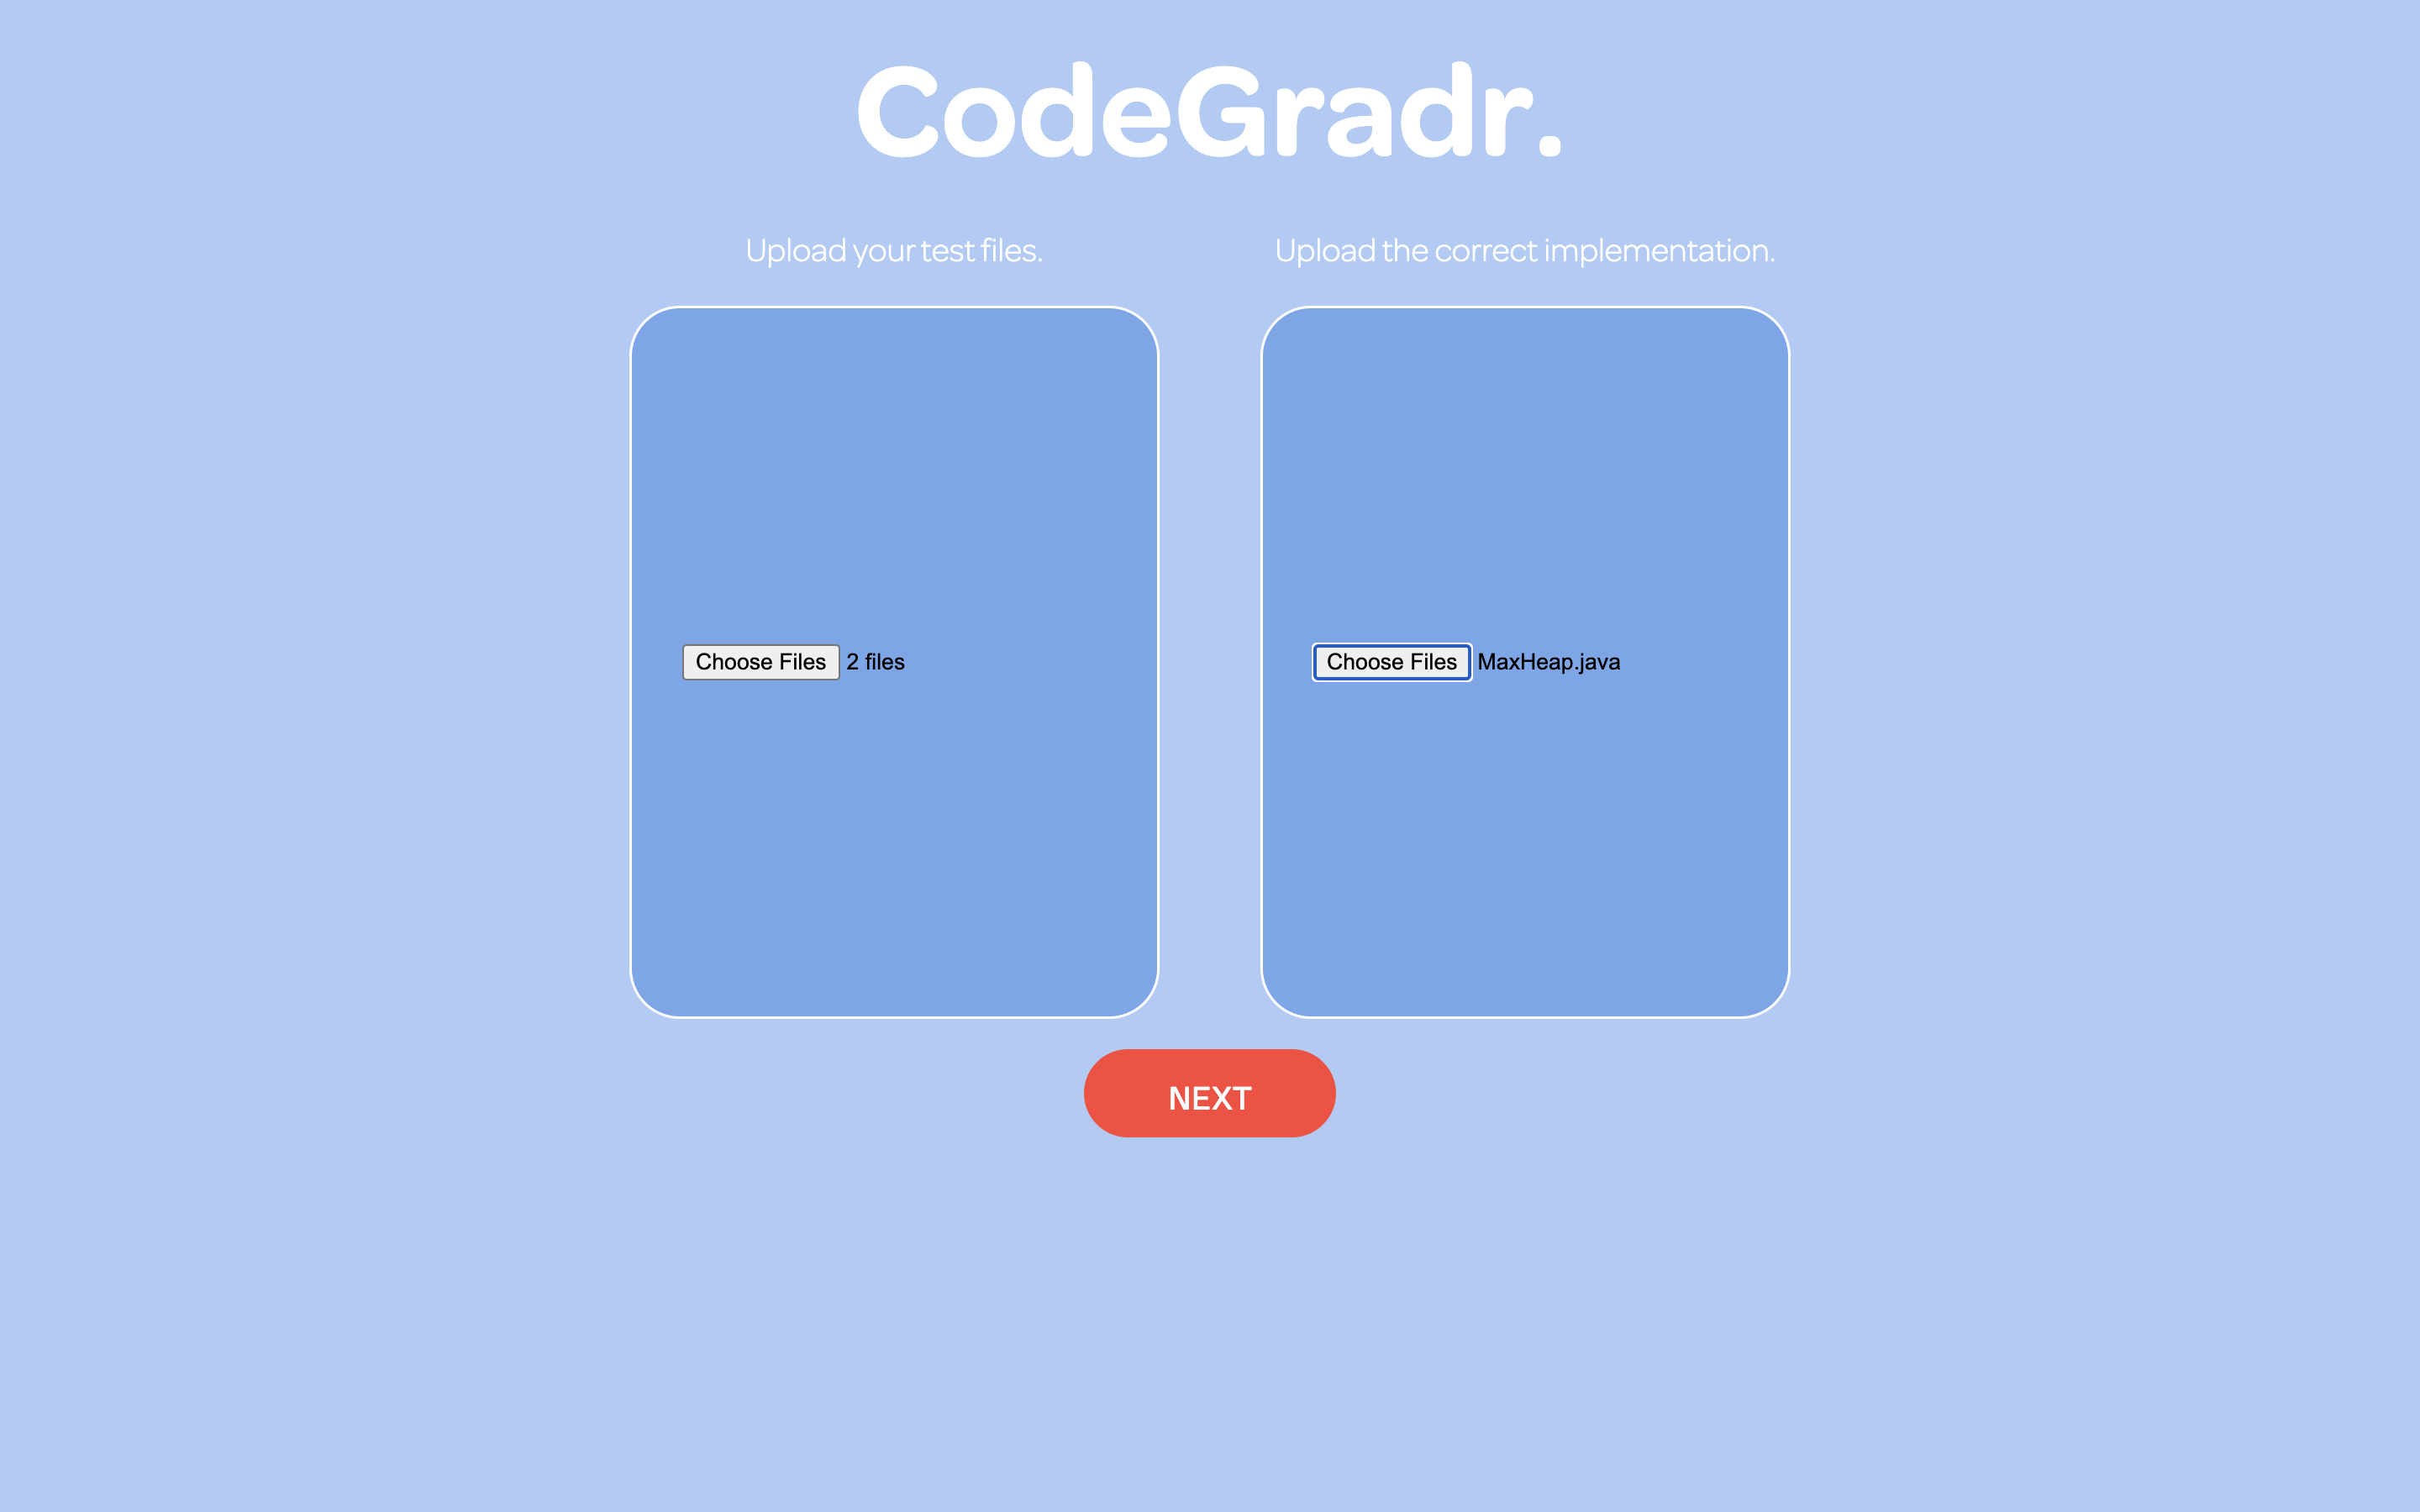 CodeGradr.
Upload your test files.
Upload the correct implementation.
Choose Files 2 files
Choose Files MaxHeap.java
NEXT